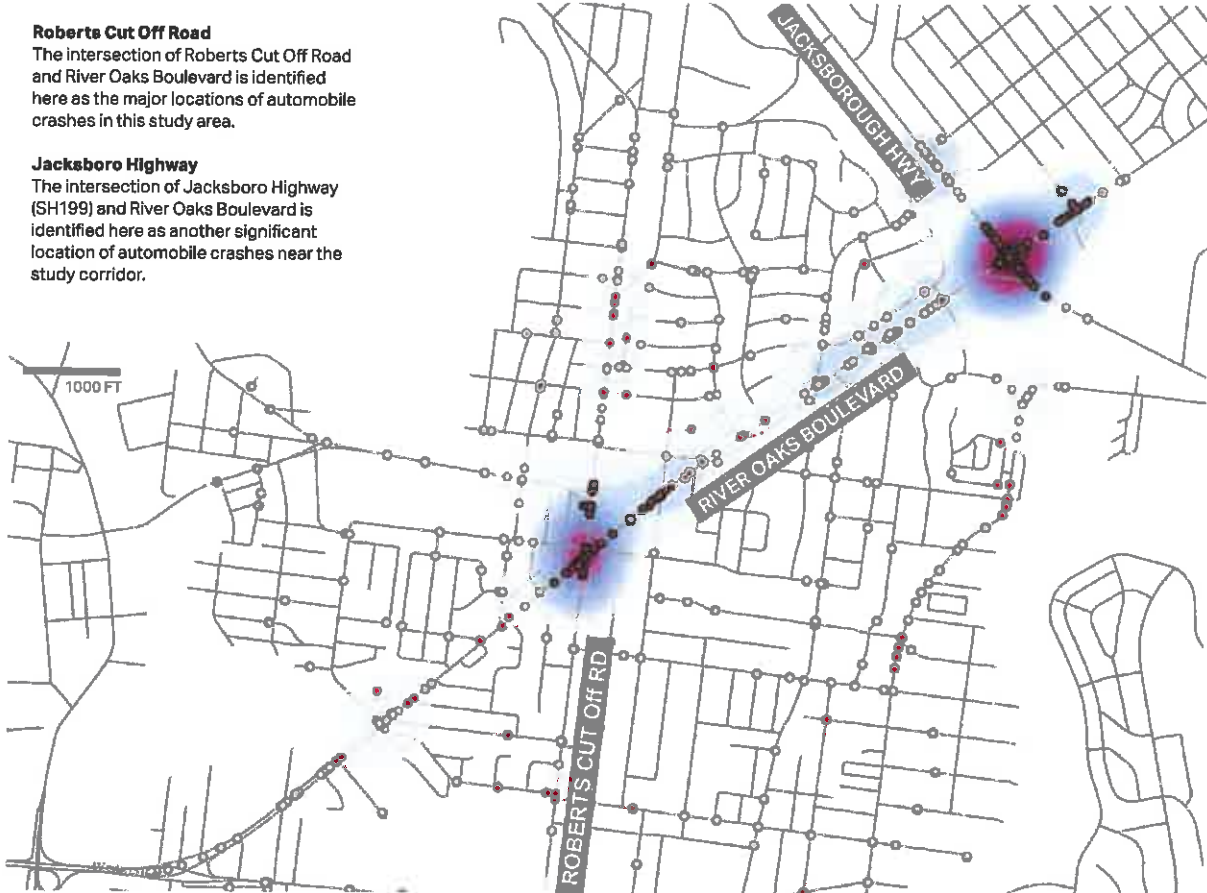 Roberts Cut Off Road
The intersection of Roberts Cut Off Road
and River Oaks Boulevard is identified
here as the major locations of automobile
crashes in this study area.
Jacksboro Highway
The intersection of Jacksboro Highway
(SH199) and River Oaks Boulevard is
identified here as another significant
location of automobile crashes near the
study corridor.
JACKSBOROUGH HWY
1000 FT
RIVER OAKS BOULEVARD
ROBERTS CUT Off RD